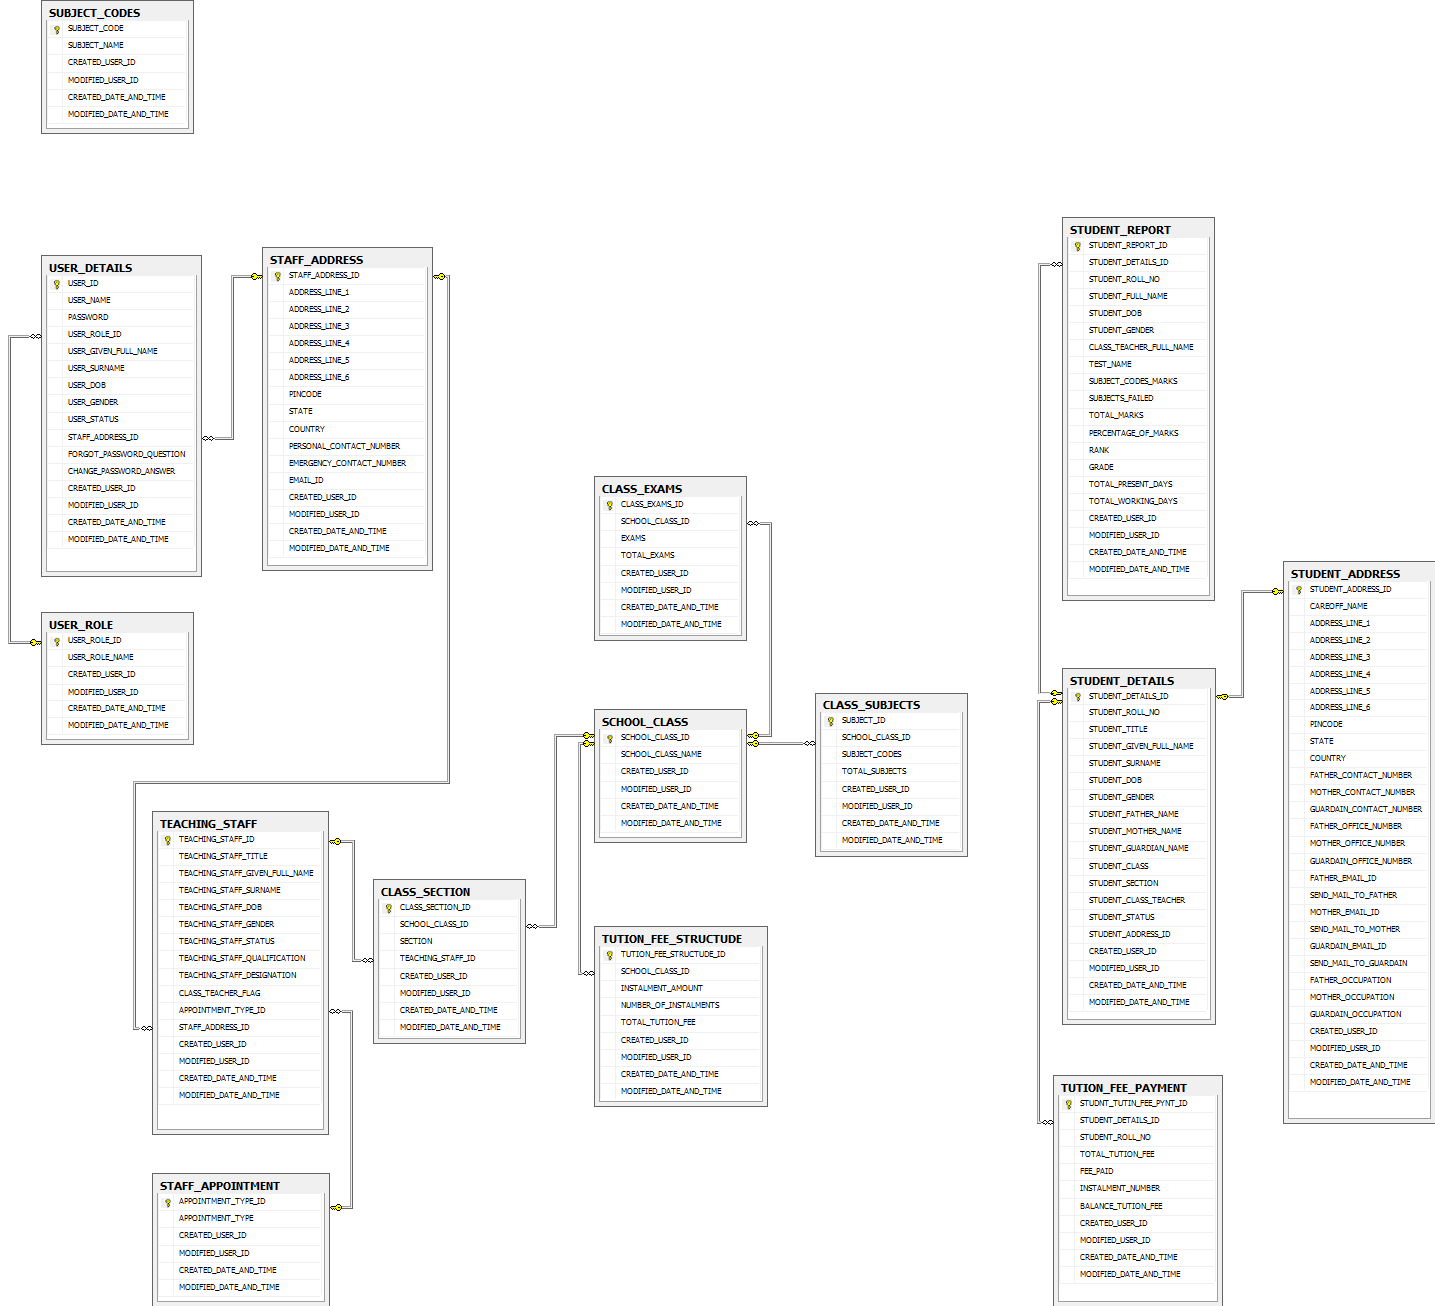 SUBJECT_CODES
SUBJECT_CODE
SUBJECT_NAME
CREATED_USER_ID
MODIFIED_USER_ID
CREATED_DATE_AND_TIME
MODIFIED_DATE_AND_TIME
USER_DETAILS
USER_ID
USER_NAME
PASSWORD
USER_ROLE_ID
USER_GIVEN_FULL_NAME
USER_SURNAME
USER_DOB
USER_GENDER
USER_STATUS
STAFF_ADDRESS_ID
FORGOT_PASSWORD_QUESTION
CHANGE_PASSWORD_ANSWER
CREATED_USER_ID
MODIFIED_USER_ID
CREATED_DATE_AND_TIME
MODIFIED_DATE_AND_TIME
STAFF_ADDRESS
STAFF_ADDRESS_ID
ADDRESS_LINE_1
ADDRESS_LINE_2
ADDRESS_LINE_3
ADDRESS_LINE_4
ADDRESS_LINE_5
ADDRESS_LINE_6
PINCODE
STATE
COUNTRY
PERSONAL_CONTACT_NUMBER
EMERGENCY_CONTACT_NUMBER
EMAIL_ID
CREATED_USER_ID
MODIFIED_USER_ID
CREATED_DATE_AND_TIME
MODIFIED_DATE_AND_TIME
USER_ROLE
USER_ROLE_ID
USER_ROLE_NAME
CREATED_USER_ID
MODIFIED_USER_ID
CREATED_DATE_AND_TIME
MODIFIED_DATE_AND_TIME
TEACHING_STAFF
TEACHING_STAFF_ID
TEACHING_STAFF_TITLE
TEACHING_STAFF_GIVEN_FULL_NAME
TEACHING_STAFF_SURNAME
TEACHING_STAFF_DOB
TEACHING_STAFF_GENDER
TEACHING_STAFF_STATUS
TEACHING_STAFF_QUALIFICATION
TEACHING_STAFF_DESIGNATION
CLASS_TEACHER_FLAG
APPOINTMENT_TYPE_ID
STAFF_ADDRESS_ID
CREATED_USER_ID
MODIFIED_USER_ID
CREATED_DATE_AND_TIME
MODIFIED_DATE_AND_TIME
STAFF_APPOINTMENT
APPOINTMENT_TYPE_ID
APPOINTMENT_TYPE
CREATED_USER_ID
MODIFIED_USER_ID
CREATED_DATE_AND_TIME
MODIFIED_DATE_AND_TIME
CLASS_SECTION
CLASS_SECTION_ID
SCHOOL_CLASS_ID
SECTION
TEACHING_STAFF_ID
CREATED_USER_ID
MODIFIED_USER_ID
CREATED_DATE_AND_TIME
MODIFIED_DATE_AND_TIME
CLASS_EXAMS
CLASS_EXAMS_ID
SCHOOL_CLASS_ID
EXAMS
TOTAL_EXAMS
CREATED_USER_ID
MODIFIED_USER_ID
CREATED_DATE_AND_TIME
MODIFIED_DATE_AND_TIME
SCHOOL_CLASS
SCHOOL_CLASS_ID
SCHOOL_CLASS_NAME
CREATED_USER_ID
MODIFIED_USER_ID
CREATED_DATE_AND_TIME
MODIFIED_DATE_AND_TIME
CLASS_SUBJECTS
SUBJECT_ID
SCHOOL_CLASS_ID
SUBJECT_CODES
TOTAL_SUBJECTS
CREATED_USER_ID
MODIFIED_USER_ID
CREATED_DATE_AND_TIME
MODIFIED_DATE_AND_TIME
TUTION_FEE_STRUCTUDE
TUTION_FEE_STRUCTURE_ID
SCHOOL_CLASS_ID
INSTALMENT_AMOUNT
NUMBER_OF_INSTALMENTS
TOTAL_TUTION_FEE
CREATED_USER_ID
MODIFIED_USER_ID
CREATED_DATE_AND_TIME
MODIFIED_DATE_AND_TIME
STUDENT_REPORT
STUDENT_REPORT_ID
STUDENT_DETAILS_ID
STUDENT_ROLL_NO
STUDENT_FULL_NAME
STUDENT_DOB
STUDENT_GENDER
CLASS_TEACHER_FULL_NAME
TEST_NAME
SUBJECT_CODES_MARKS
SUBJECTS_FAILED
TOTAL_MARKS
PERCENTAGE_OF_MARKS
RANK
GRADE
TOTAL_PRESENT_DAYS
TOTAL_WORKING_DAYS
CREATED_USER_ID
MODIFIED_USER_ID
CREATED_DATE_AND_TIME
MODIFIED_DATE_AND_TIME
STUDENT_DETAILS
STUDENT_DETAILS_ID
STUDENT_ROLL_NO
STUDENT_TITLE
STUDENT_GIVEN_FULL_NAME
STUDENT_SURNAME
STUDENT_DOB
STUDENT_GENDER
STUDENT_FATHER_NAME
STUDENT_MOTHER_NAME
STUDENT_GUARDIAN_NAME
STUDENT_CLASS
STUDENT_SECTION
STUDENT_CLASS_TEACHER
STUDENT_STATUS
STUDENT_ADDRESS_ID
CREATED_USER_ID
MODIFIED_USER_ID
CREATED_DATE_AND_TIME
MODIFIED_DATE_AND_TIME
STUDENT_ADDRESS
STUDENT_ADDRESS_ID
CAREOFF_NAME
ADDRESS_LINE_1
ADDRESS_LINE_2
ADDRESS_LINE_3
ADDRESS_LINE_4
ADDRESS_LINE_5
ADDRESS_LINE_6
PINCODE
STATE
COUNTRY
FATHER_CONTACT_NUMBER
MOTHER_CONTACT_NUMBER
GUARDAIN_CONTACT_NUMBER
FATHER_OFFICE_NUMBER
MOTHER_OFFICE_NUMBER
GUARDAIN_OFFICE_NUMBER
FATHER_EMAIL_ID
SEND_MAIL_TO_FATHER
MOTHER_EMAIL_ID
SEND_MAIL_TO_MOTHER
GUARDAIN_EMAIL_ID
SEND_MAIL_TO_GUARDAIN
FATHER_OCCUPATION
MOTHER_OCCUPATION
GUARDAIN_OCCUPATION
CREATED_USER_ID
MODIFIED_USER_ID
CREATED_DATE_AND_TIME
MODIFIED_DATE_AND_TIME
TUTION_FEE_PAYMENT
STUDNT_TUTIN_FEE_PYNT_ID
STUDENT_DETAILS_ID
STUDENT_ROLL_NO
TOTAL_TUTION_FEE
FEE_PAID
INSTALMENT_NUMBER
BALANCE_TUTION_FEE
CREATED_USER_ID
MODIFIED_USER_ID
CREATED_DATE_AND_TIME
MODIFIED_DATE_AND_TIME